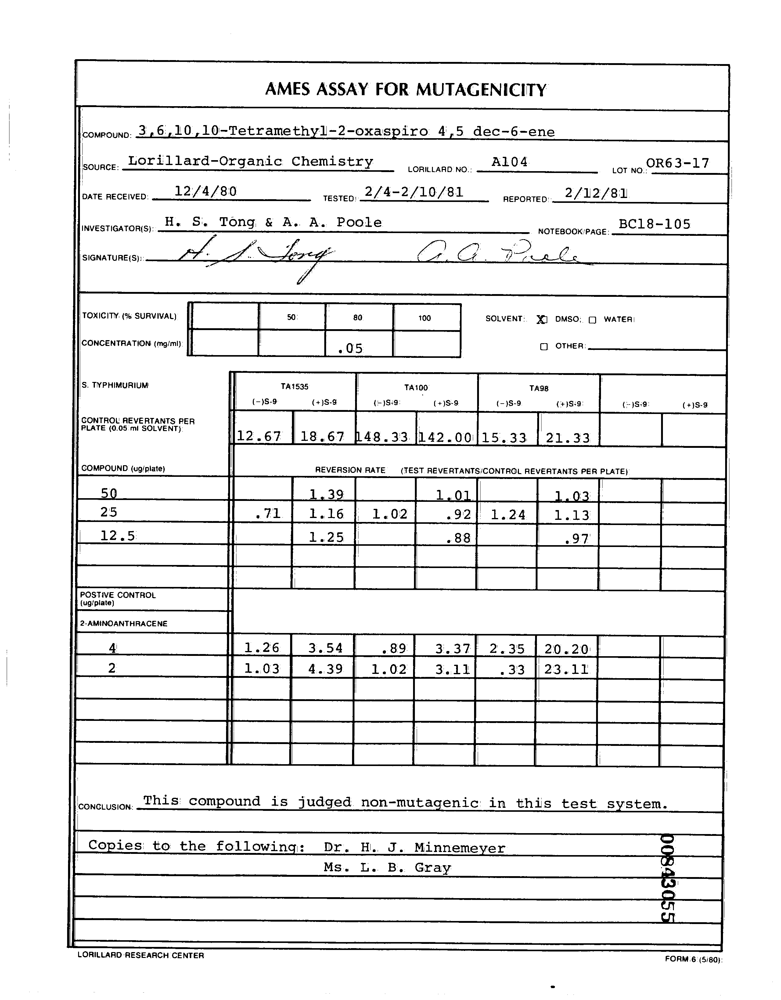 AMES ASSAY FOR MUTAGENICITY
COMPOUND: 3,6,10,10-Tetramethyl-2-oxaspiro 4,5 dec-6-ene
SOURCE: Lorillard-Organic Chemistry LORILLARD NO.: A104 LOT NO.: OR63-17
DATE RECEIVED: 12/4/80 TESTED: 2/4-2/10/81 REPORTED: 2/12/81
INVESTIGATOR(S): H. S. Tong & A. A. Poole NOTEBOOK/PAGE: BC18-105
SIGNATURE(S): H. S. Tong A. A. Poole
TOXICITY (% SURVIVAL) 50 80 100 SOLVENT: X DMSO; ☐ WATER
CONCENTRATION (mg/ml) .05 ☐ OTHER:
S. TYPHIMURIUM TA1535 TA100 TA98
(-)S-9 (+)S-9 (-)S-9 (+)S-9 (-)S-9 (+)S-9 (-)S-9 (+)S-9
CONTROL REVERTANTS PER
PLATE (0.05 ml SOLVENT)
12.67 18.67 148.33 142.00 15.33 21.33
COMPOUND (ug/plate) REVERSION RATE (TEST REVERTANTS/CONTROL REVERTANTS PER PLATE)
50 1.39 1.01 1.03
25 .71 1.16 1.02 .92 1.24 1.13
12.5 1.25 .88 .97
POSTIVE CONTROL
(ug/plate)
2-AMINOANTHRACENE
4 1.26 3.54 .89 3.37 2.35 20.20
2 1.03 4.39 1.02 3.11 .33 23.11
CONCLUSION: This compound is judged non-mutagenic in this test system.
Copies to the following: Dr. H. J. Minnemeyer
Ms. L. B. Gray
00843055
LORILLARD RESEARCH CENTER
FORM 6 (5/80)